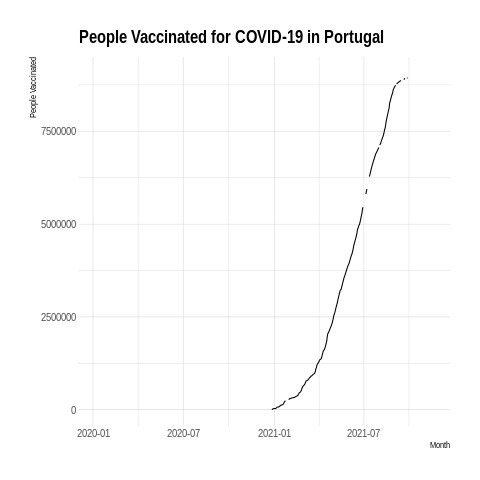 People Vaccinated for COVID-19 in Portugal
People Vaccinated
7500000
5000000
2500000
0
2020-01 2020-07 2021-01 2021-07
Month